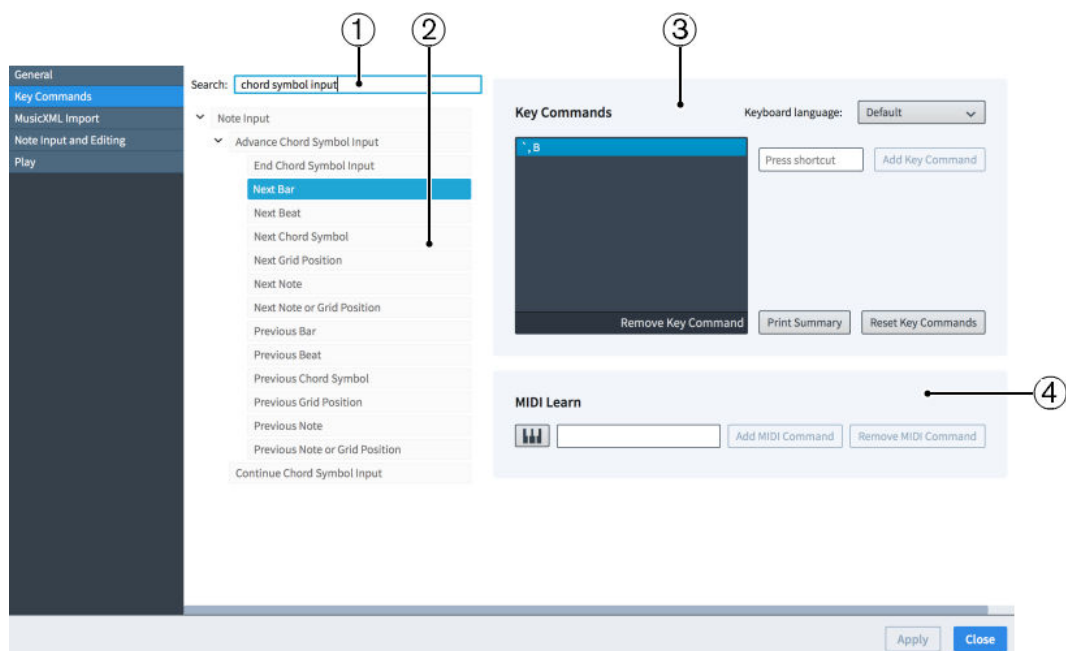 1
2
3
General
Key Commands
MusicXML Import
Note Input and Editing
Play
Search: chord symbol input
Note Input
Advance Chord Symbol Input
End Chord Symbol Input
Next Bar
Next Beat
Next Chord Symbol
Next Grid Position
Next Note
Next Note or Grid Position
Previous Bar
Previous Beat
Previous Chord Symbol
Previous Grid Position
Previous Note
Previous Note or Grid Position
Continue Chord Symbol Input
Key Commands
Keyboard language: Default
`,B
Press shortcut
Add Key Command
Remove Key Command
Print Summary
Reset Key Commands
4
MIDI Learn
Add MIDI Command
Remove MIDI Command
Apply
Close